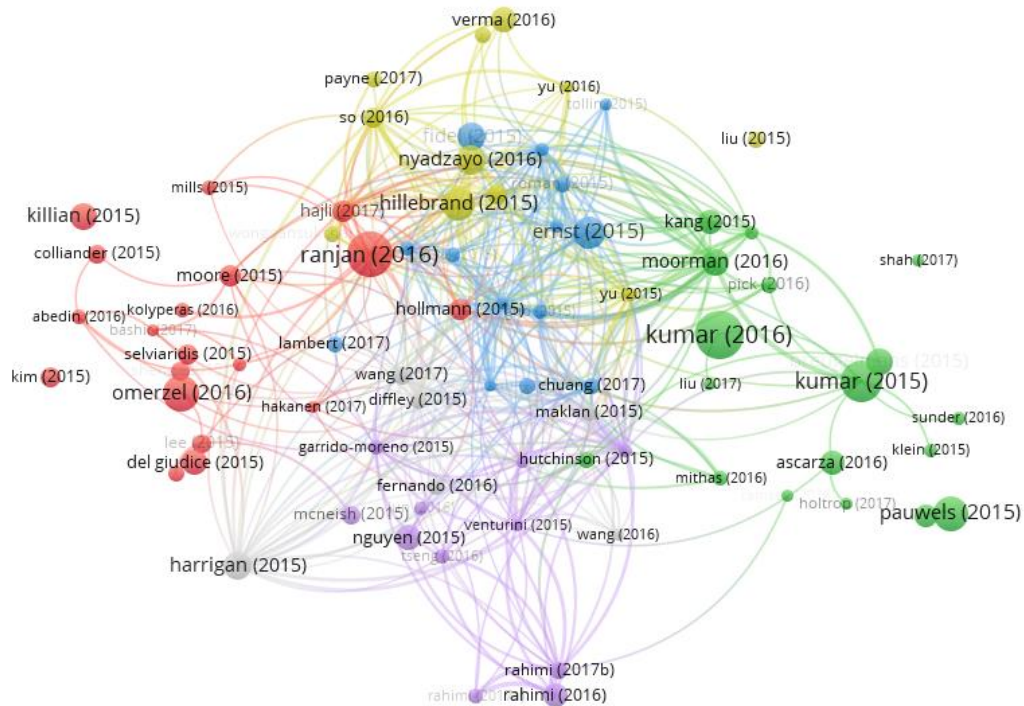 verma (2016)
payne (2017)
yu (2016)
tollin (2015)
so (2016)
fidel (2015)
liu (2015)
nyadzayo (2016)
mills (2015)
roman (2015)
killian (2015)
hajli (2017)
hillebrand (2015)
kang (2015)
ernst (2015)
colliander (2015)
ranjan (2016)
moorman (2016)
shah (2017)
moore (2015)
pick (2016)
yu (2015)
abedin (2016)
kolyperas (2016)
hollmann (2015)
bashir (2017)
kumar (2016)
lambert (2017)
selviaridis (2015)
kim (2015)
wang (2017)
kumar (2015)
omerzel (2016)
chuang (2017)
liu (2017)
diffley (2015)
hakanen (2017)
maklan (2015)
sunder (2016)
lee (2015)
garrido-moreno (2015)
klein (2015)
del giudice (2015)
hutchinson (2015)
ascarza (2016)
mithas (2016)
fernando (2016)
holtrop (2017)
mcneish (2015)
pauwels (2015)
venturini (2015)
nguyen (2015)
wang (2016)
tseng (2016)
harrigan (2015)
rahimi (2017b)
rahimi (2016)